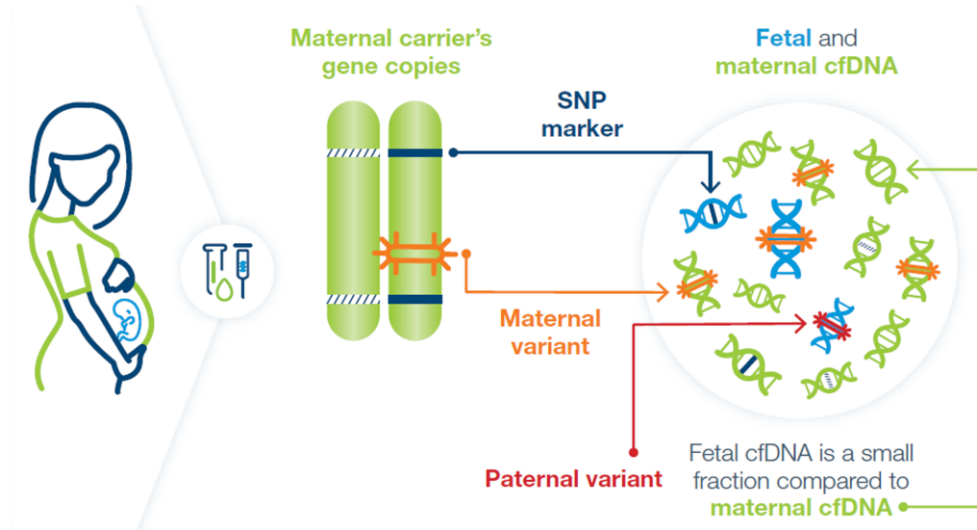 Maternal carrier's
gene copies
Fetal and
maternal cfDNA
SNP
marker
Maternal
variant
Paternal variant
Fetal cfDNA is a small
fraction compared to
maternal cfDNA